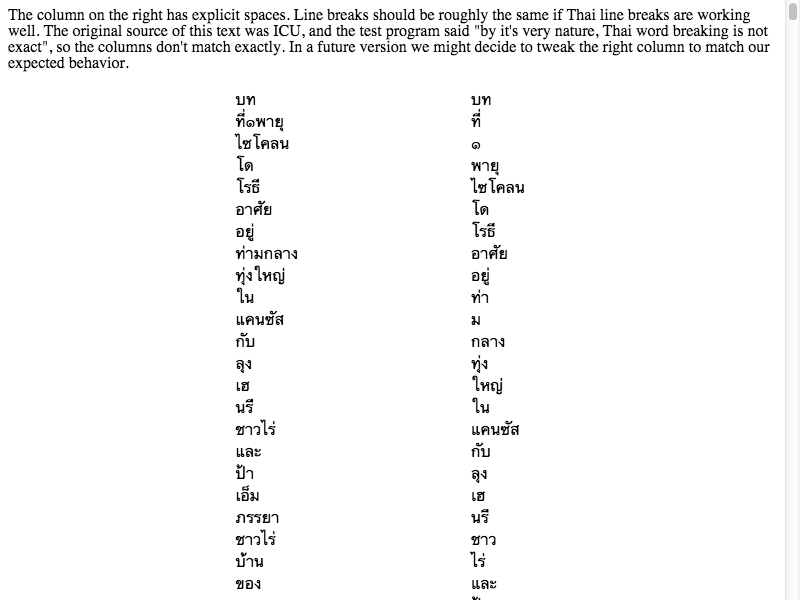 The column on the right has explicit spaces. Line breaks should be roughly the same if Thai line breaks are working
well. The original source of this text was ICU, and the test program said "by it's very nature, Thai word breaking is not
exact", so the columns don't match exactly. In a future version we might decide to tweak the right column to match our
expected behavior.
บท
ที่๑พายุ
ไซโคลน
โด
โรธี
อาศัย
อยู่
ท่ามกลาง
ทุ่งใหญ่
ใน
แคนซัส
กับ
ลุง
เฮ
นรี
ชาวไร่
และ
ป้า
เอ็ม
ภรรยา
ชาวไร่
บ้าน
ของ
บท
ที่
๑
พายุ
ไซโคลน
โด
โรธี
อาศัย
อยู่
ท่า
ม
กลาง
ทุ่ง
ใหญ่
ใน
แคนซัส
กับ
ลุง
เฮ
นรี
ชาว
ไร่
และ